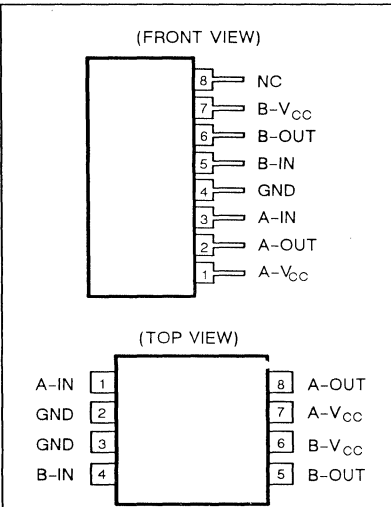 (FRONT VIEW)
8 NC
7 B-VCC
6 B-OUT
5 B-IN
4 GND
3 A-IN
2 A-OUT
1 A-VCC
(TOP VIEW)
A-IN 1 8 A-OUT
GND 2 7 A-VCC
GND 3 6 B-VCC
B-IN 4 5 B-OUT